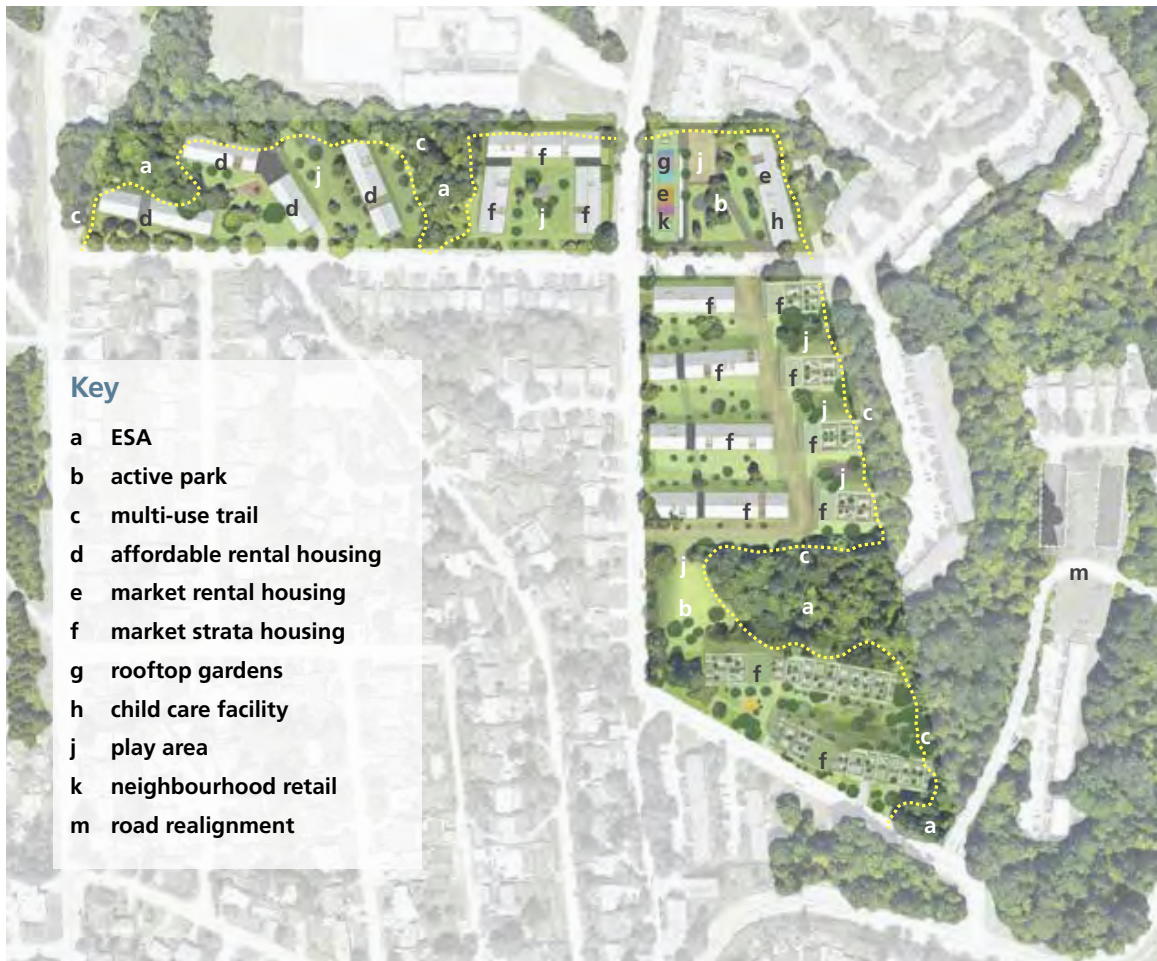 c
a
d
j
c
f
g
j
e
a
d
e
b
c
d
d
f
j
f
k
h
f
f
j
f
f
j
c
f
f
j
f
f
c
j
m
b
a
Key
a ESA
b active park
c multi-use trail
d affordable rental housing
e market rental housing
f market strata housing
g rooftop gardens
h child care facility
j play area
k neighbourhood retail
m road realignment
f
c
f
a